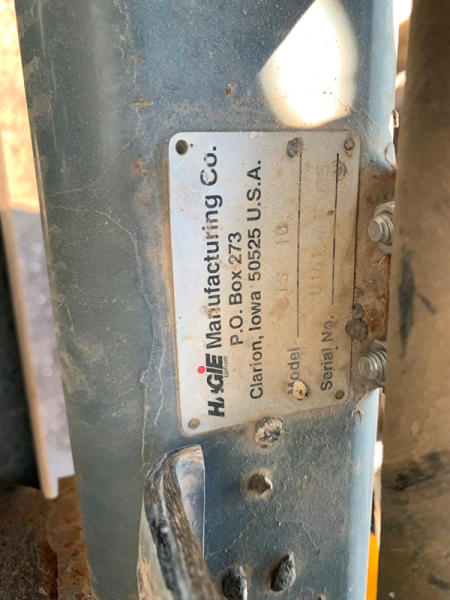 HAGIE Manufacturing Co.
P.O. Box 273
Clarion, Iowa 50525 U.S.A.
Model
Serial No.